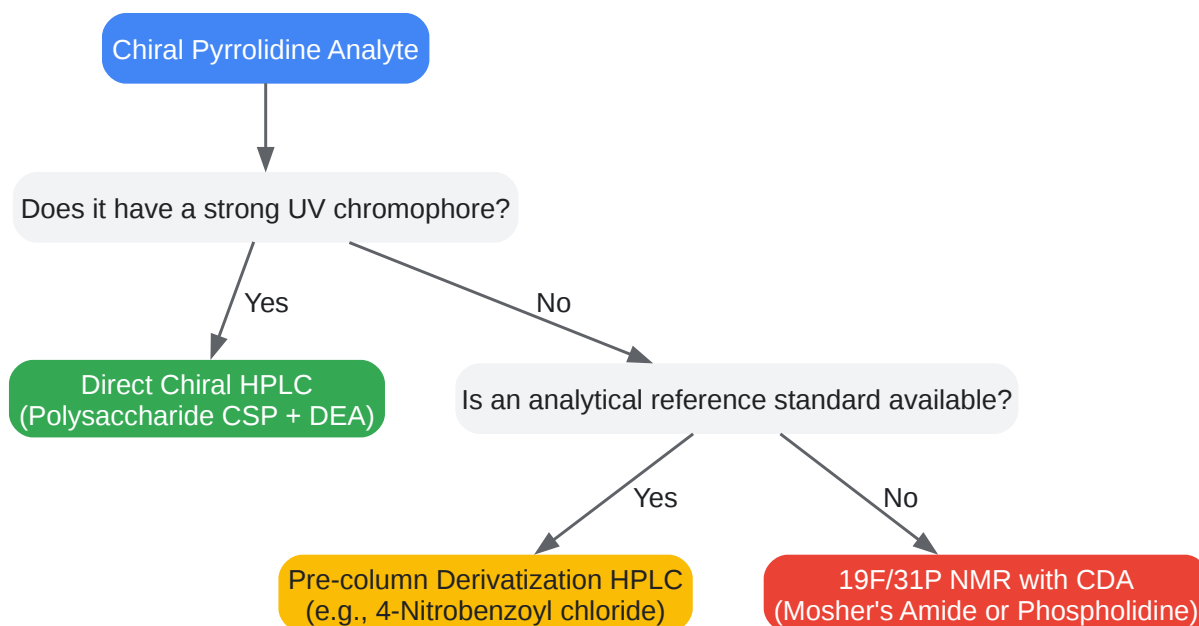 Chiral Pyrrolidine Analyte
Does it have a strong UV chromophore?
Yes
No
Direct Chiral HPLC
(Polysaccharide CSP + DEA)
Is an analytical reference standard available?
Yes
No
Pre-column Derivatization HPLC
(e.g., 4-Nitrobenzoyl chloride)
19F/31P NMR with CDA
(Mosher's Amide or Phospholidine)